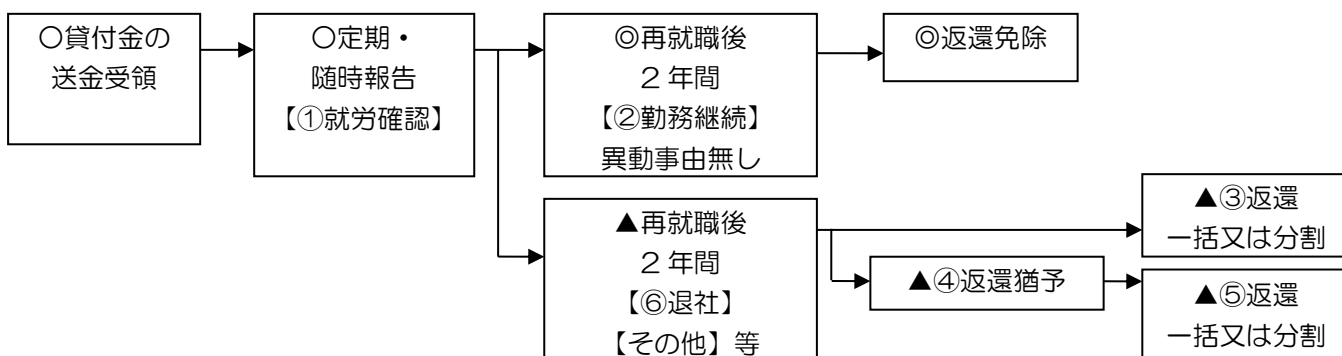 〇貸付金の
送金受領
〇定期・
随時報告
【①就労確認】
◎再就職後
２年間
【②勤務継続】
異動事由無し
◎返還免除
▲再就職後
２年間
【⑥退社】
【その他】等
▲③返還
一括又は分割
▲④返還猶予
▲⑤返還
一括又は分割